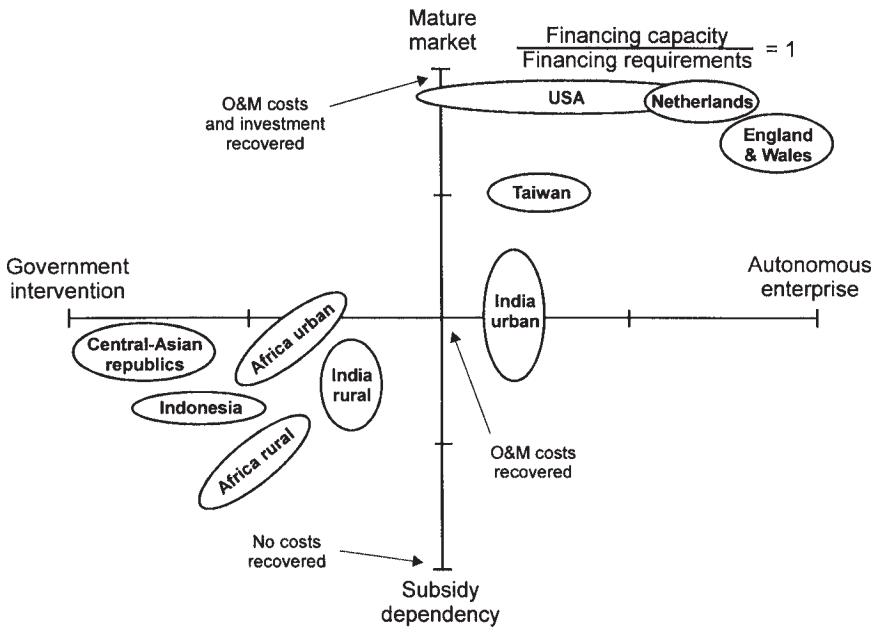 Mature
market
Financing capacity
Financing requirements
= 1
O&M costs
and investment
recovered
USA
Netherlands
England
& Wales
Taiwan
Government
intervention
Autonomous
enterprise
India
urban
Africa urban
Central-Asian
republics
India
rural
Indonesia
Africa rural
O&M costs
recovered
No costs
recovered
Subsidy
dependency